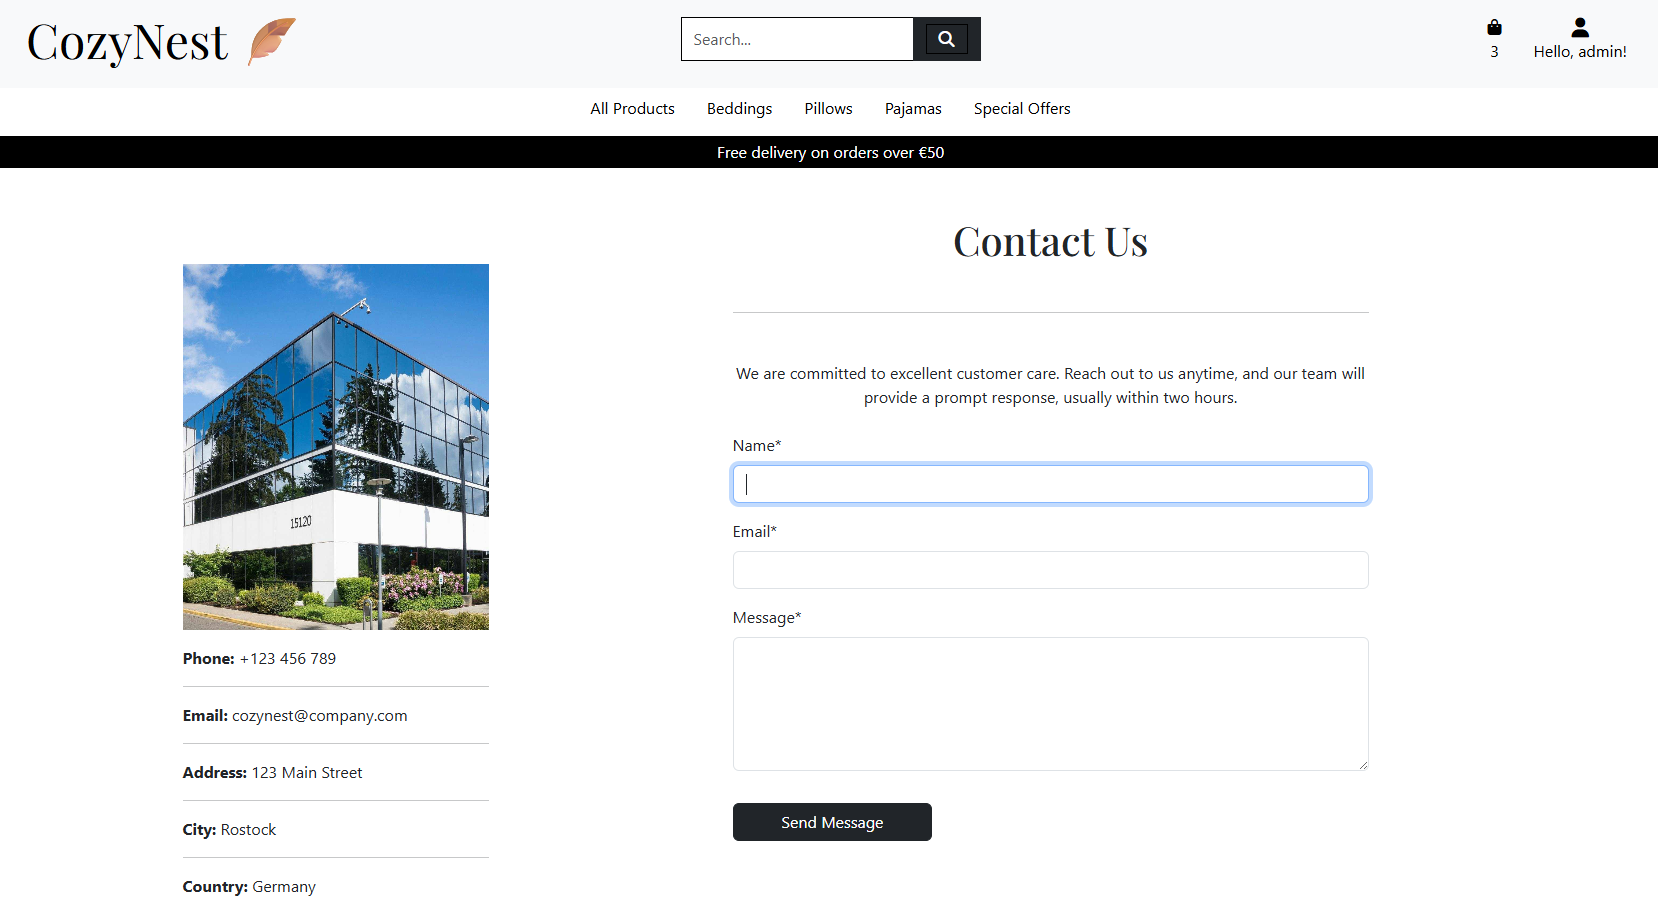 CozyNest
Search...
3
Hello, admin!
All Products
Beddings
Pillows
Pajamas
Special Offers
Free delivery on orders over €50
15120
Phone: +123 456 789
Email: cozynest@company.com
Address: 123 Main Street
City: Rostock
Country: Germany
Contact Us
We are committed to excellent customer care. Reach out to us anytime, and our team will
provide a prompt response, usually within two hours.
Name*
Email*
Message*
Send Message